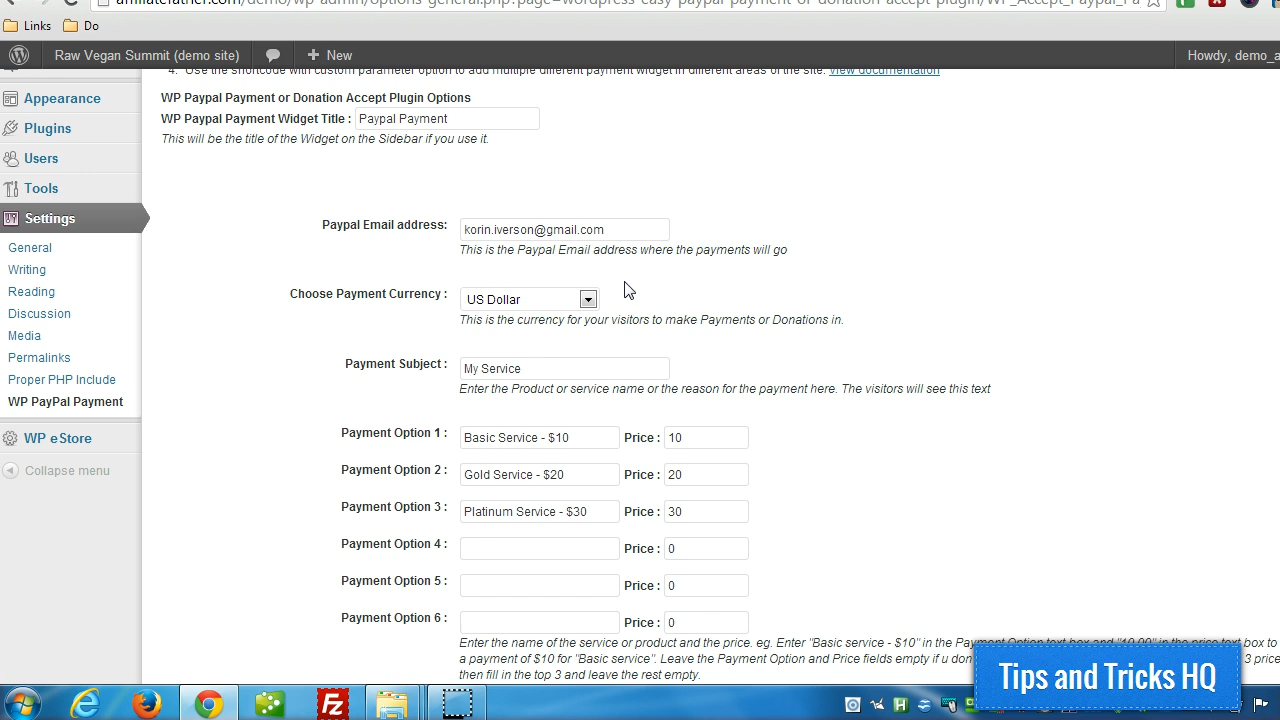 affiliatefather.com/demo/wp-admin/options-general.php?page=wordpress-easy-paypal-payment-or-donation-accept-plugin/WP_Accept_Paypal_Pa
Links Do
Raw Vegan Summit (demo site) New Howdy, demo_a
4. Use the shortcode with custom parameter option to add multiple different payment widget in different areas of the site. View documentation
Appearance
Plugins
Users
Tools
Settings
General
Writing
Reading
Discussion
Media
Permalinks
Proper PHP Include
WP PayPal Payment
WP eStore
Collapse menu
WP Paypal Payment or Donation Accept Plugin Options
WP Paypal Payment Widget Title : Paypal Payment
This will be the title of the Widget on the Sidebar if you use it.
Paypal Email address: korin.iverson@gmail.com
This is the Paypal Email address where the payments will go
Choose Payment Currency : US Dollar
This is the currency for your visitors to make Payments or Donations in.
Payment Subject : My Service
Enter the Product or service name or the reason for the payment here. The visitors will see this text
Payment Option 1 : Basic Service - $10 Price : 10
Payment Option 2 : Gold Service - $20 Price : 20
Payment Option 3 : Platinum Service - $30 Price : 30
Payment Option 4 : Price : 0
Payment Option 5 : Price : 0
Payment Option 6 : Price : 0
Enter the name of the service or product and the price. eg. Enter "Basic service - $10" in the Payment Option text box and "10.00" in the price text box to
a payment of $10 for "Basic service". Leave the Payment Option and Price fields empty if u don 3 price
then fill in the top 3 and leave the rest empty.
Tips and Tricks HQ